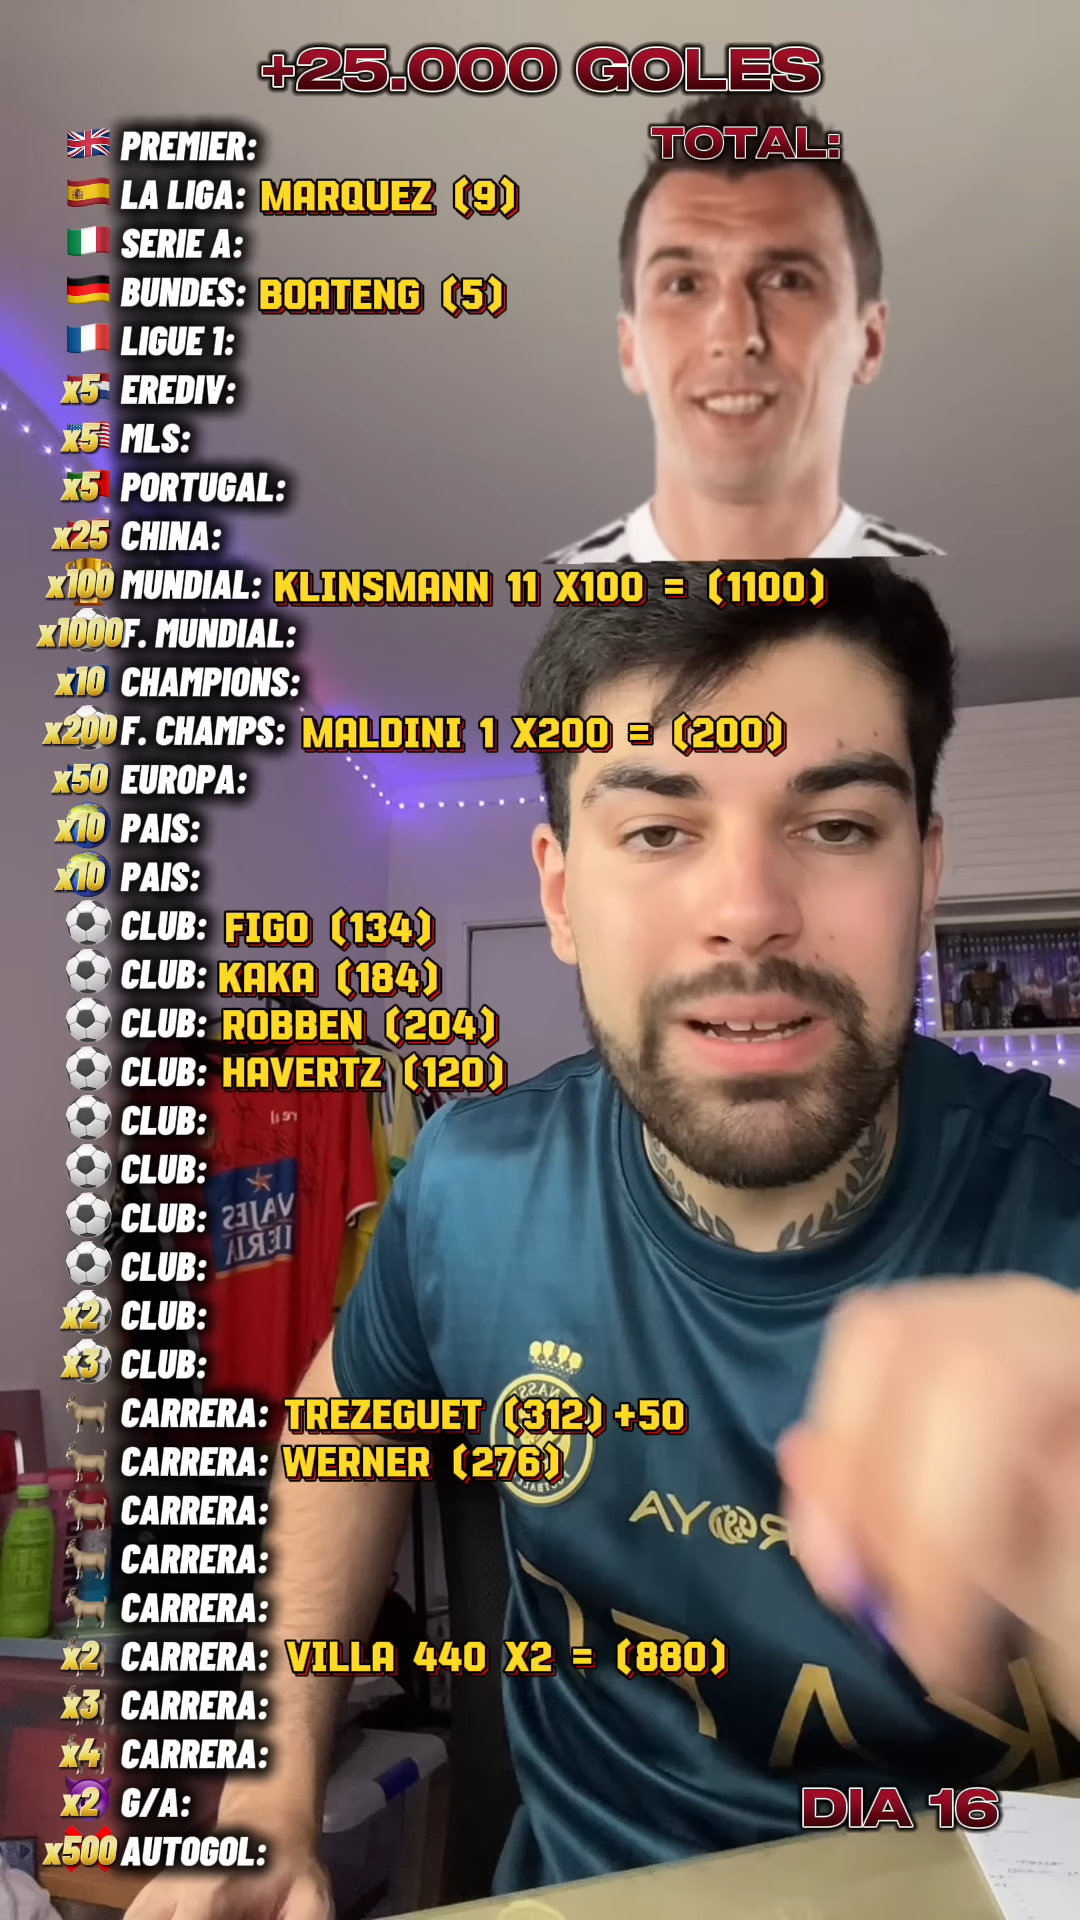 +25.000 GOLES
TOTAL:
PREMIER:
LA LIGA: MARQUEZ (9)
SERIE A:
BUNDES: BOATENG (5)
LIGUE 1:
x5 EREDIV:
x5 MLS:
x5 PORTUGAL:
x25 CHINA:
x100 MUNDIAL: KLINSMANN 11 X100 = (1100)
x1000 F. MUNDIAL:
x10 CHAMPIONS:
x200 F. CHAMPS: MALDINI 1 X200 = (200)
x50 EUROPA:
x10 PAIS:
x10 PAIS:
CLUB: FIGO (134)
CLUB: KAKA (184)
CLUB: ROBBEN (204)
CLUB: HAVERTZ (120)
CLUB:
CLUB:
CLUB:
CLUB:
x2 CLUB:
x3 CLUB:
CARRERA: TREZEGUET (312) +50
CARRERA: WERNER (276)
CARRERA:
CARRERA:
CARRERA:
x2 CARRERA: VILLA 440 X2 = (880)
x3 CARRERA:
x4 CARRERA:
x2 G/A:
x500 AUTOGOL:
DIA 16